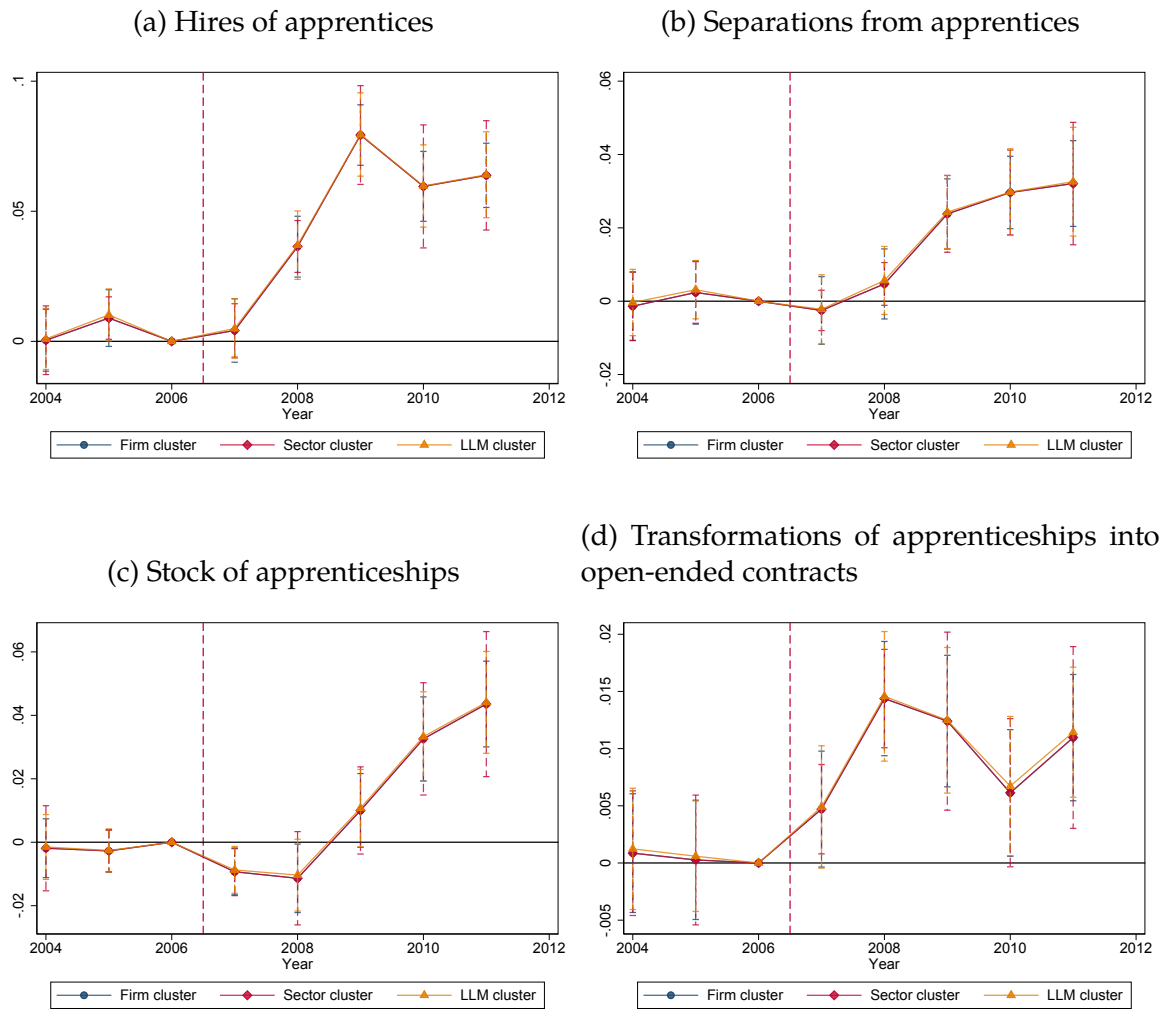 (a) Hires of apprentices
.1
.05
0
2004 2006 2008 2010 2012
Year
Firm cluster Sector cluster LLM cluster
(b) Separations from apprentices
.06
.04
.02
0
-.02
2004 2006 2008 2010 2012
Year
Firm cluster Sector cluster LLM cluster
(c) Stock of apprenticeships
.06
.04
.02
0
-.02
2004 2006 2008 2010 2012
Year
Firm cluster Sector cluster LLM cluster
(d) Transformations of apprenticeships into
open-ended contracts
.02
.015
.01
.005
0
-.005
2004 2006 2008 2010 2012
Year
Firm cluster Sector cluster LLM cluster